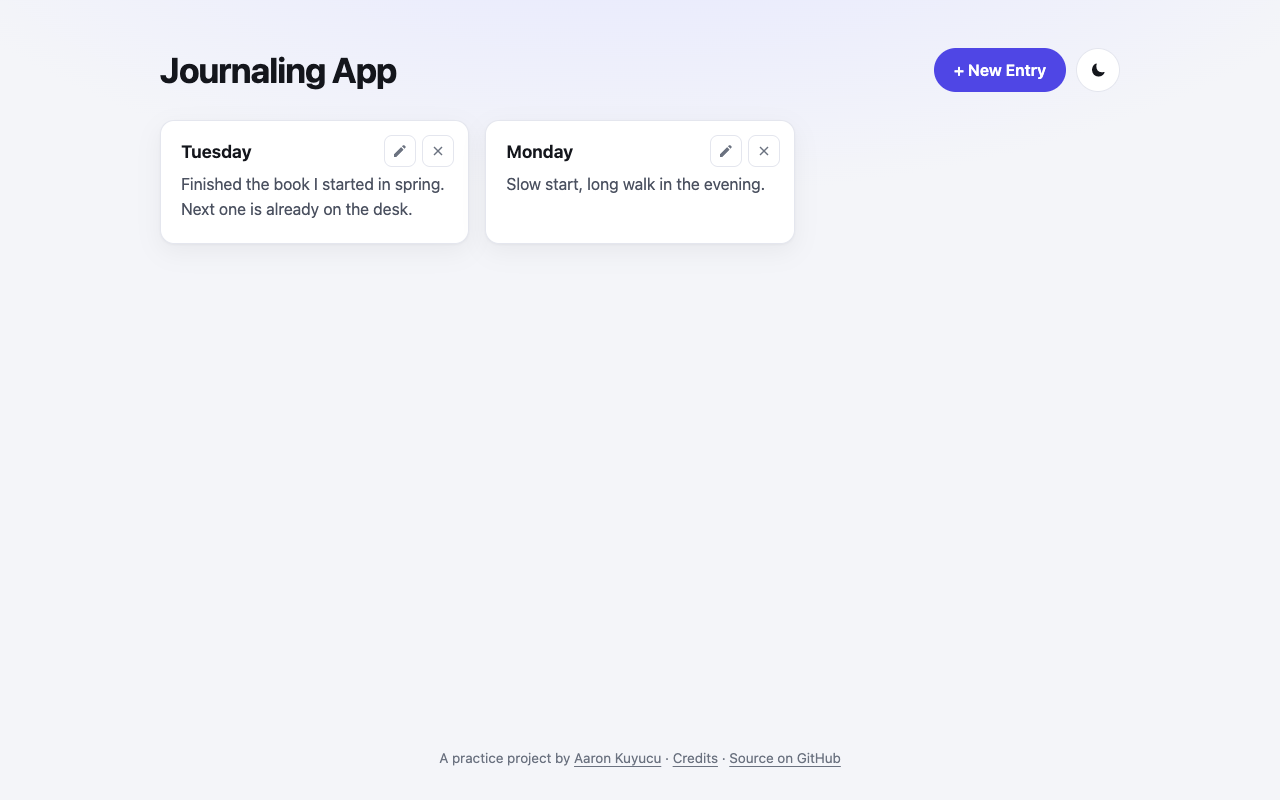 Journaling App
+ New Entry
Tuesday
Finished the book I started in spring.
Next one is already on the desk.
Monday
Slow start, long walk in the evening.
A practice project by Aaron Kuyucu · Credits · Source on GitHub